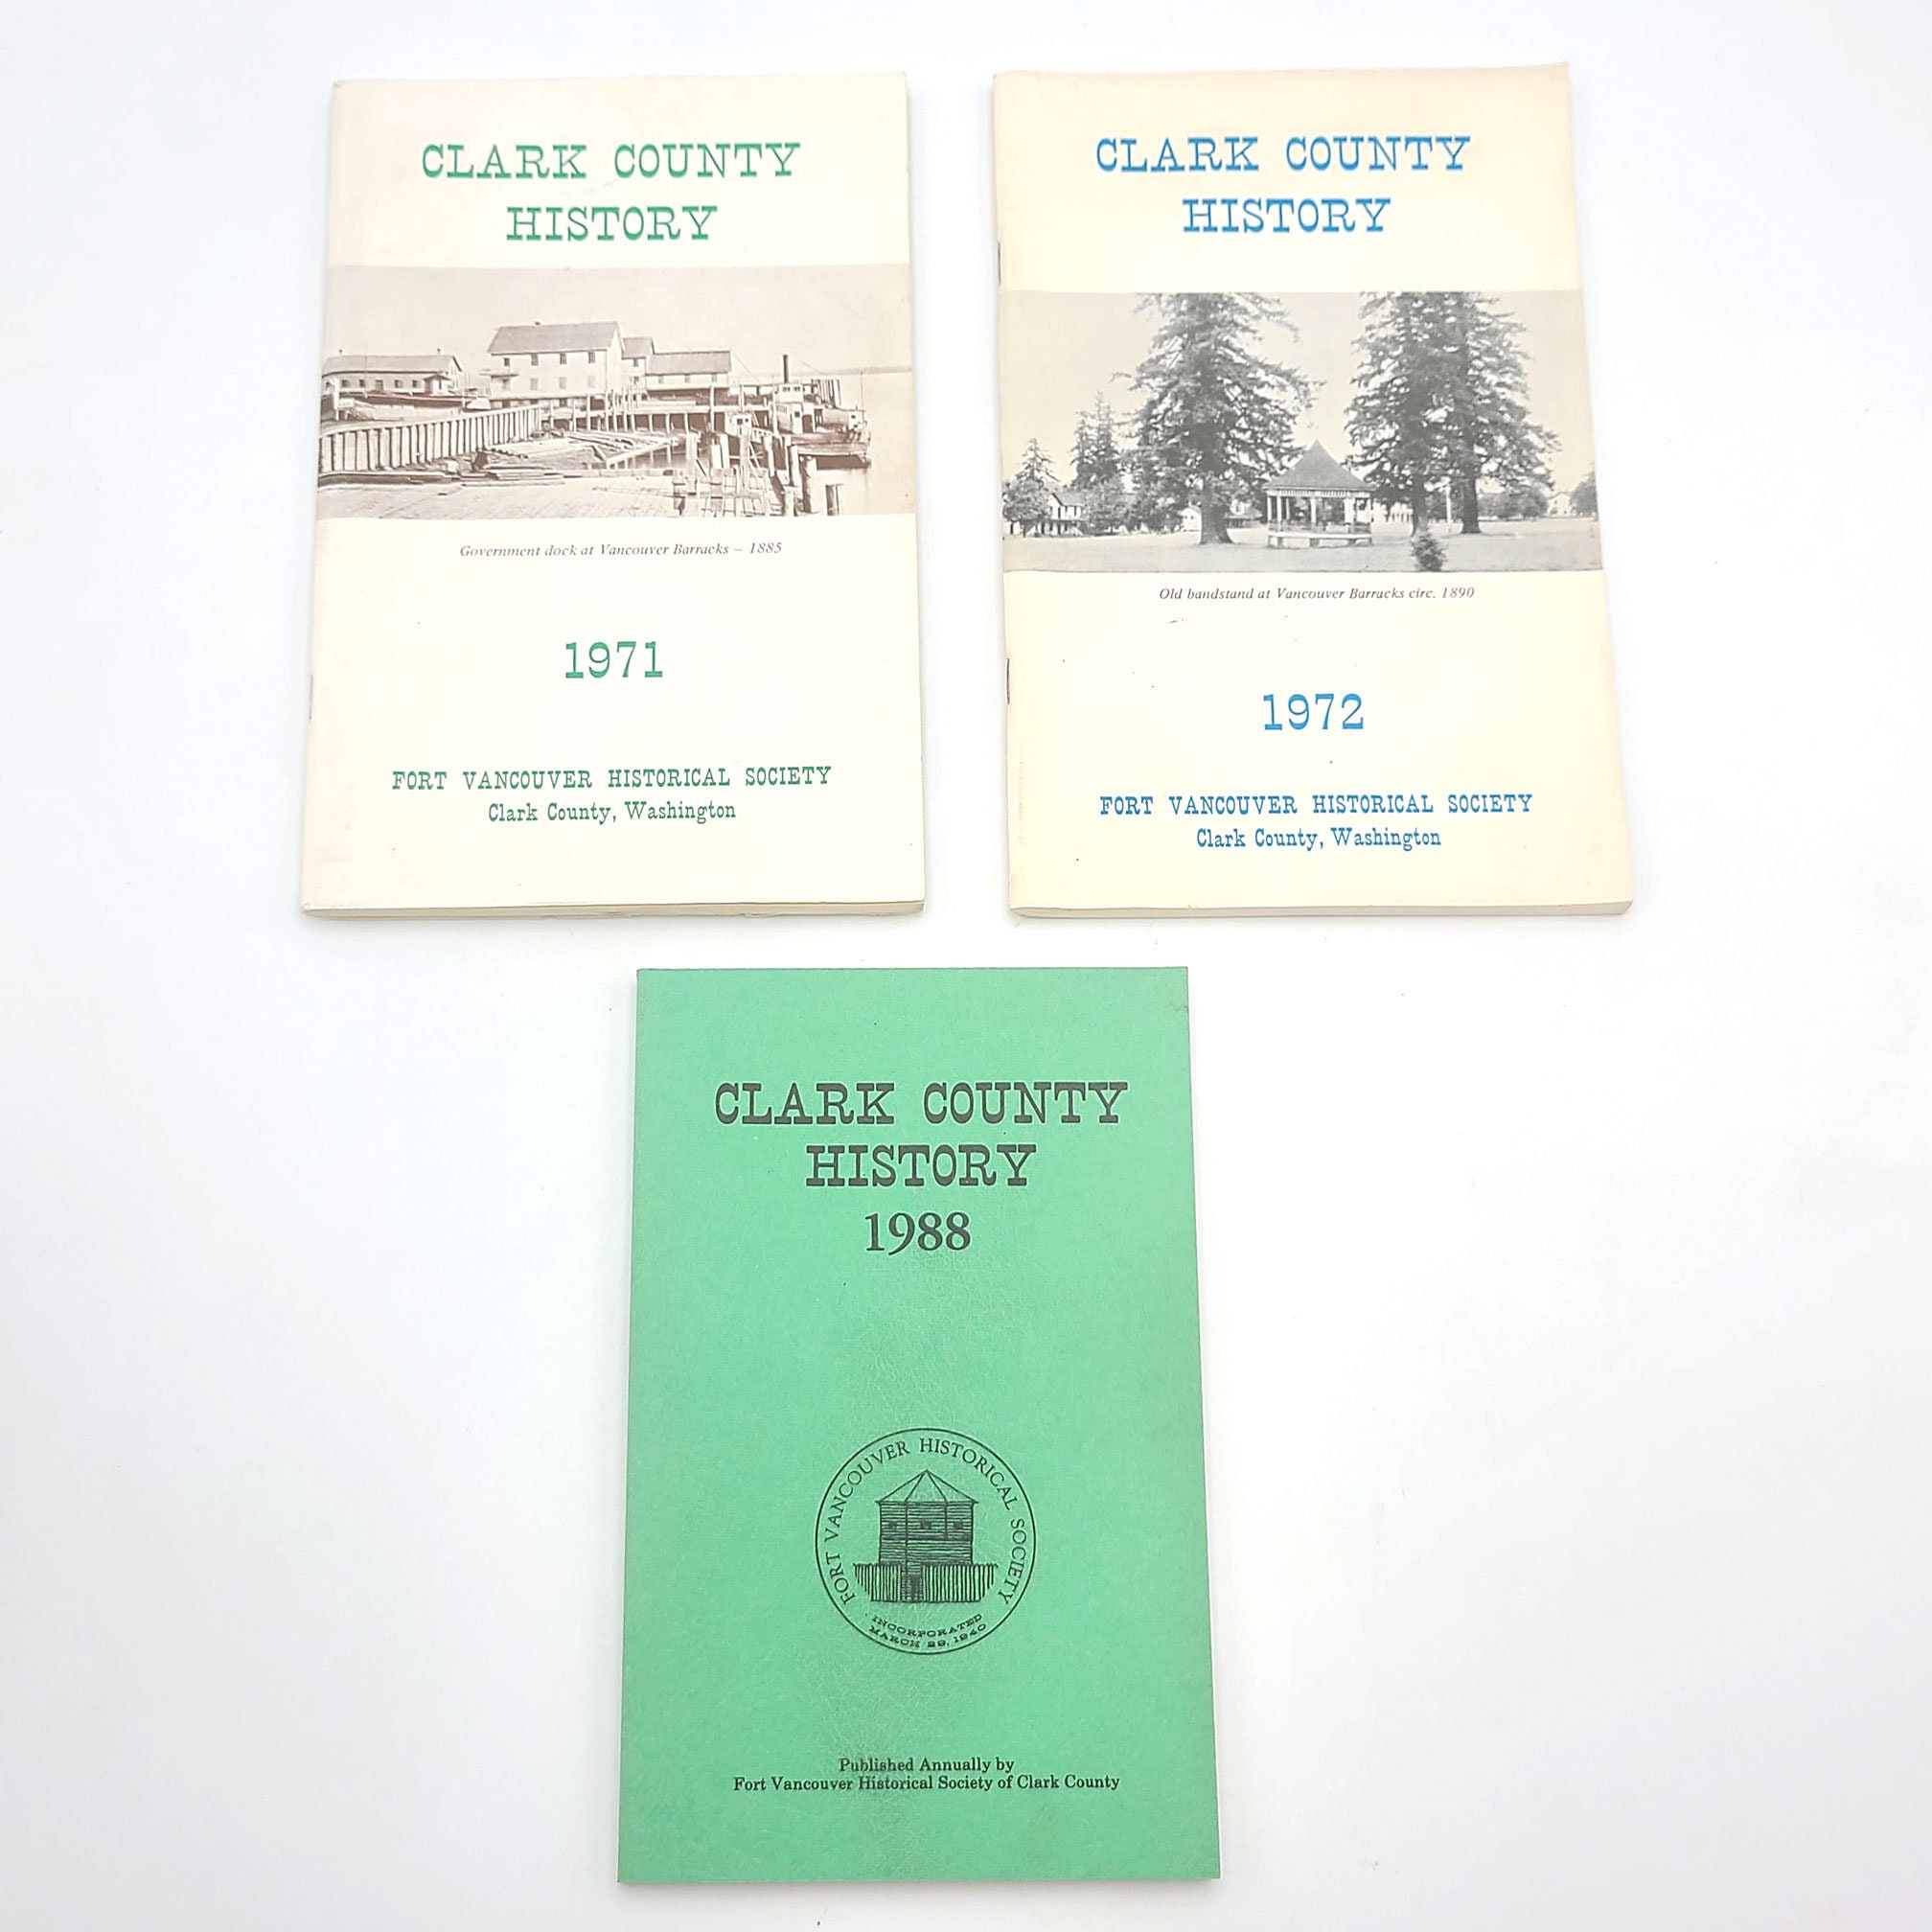 CLARK COUNTY
HISTORY
Government dock at Vancouver Barracks – 1885
1971
FORT VANCOUVER HISTORICAL SOCIETY
Clark County, Washington
CLARK COUNTY
HISTORY
Old bandstand at Vancouver Barracks circ. 1890
1972
FORT VANCOUVER HISTORICAL SOCIETY
Clark County, Washington
CLARK COUNTY
HISTORY
1988
FORT VANCOUVER HISTORICAL SOCIETY
INCORPORATED
MARCH 29, 1940
Published Annually by
Fort Vancouver Historical Society of Clark County